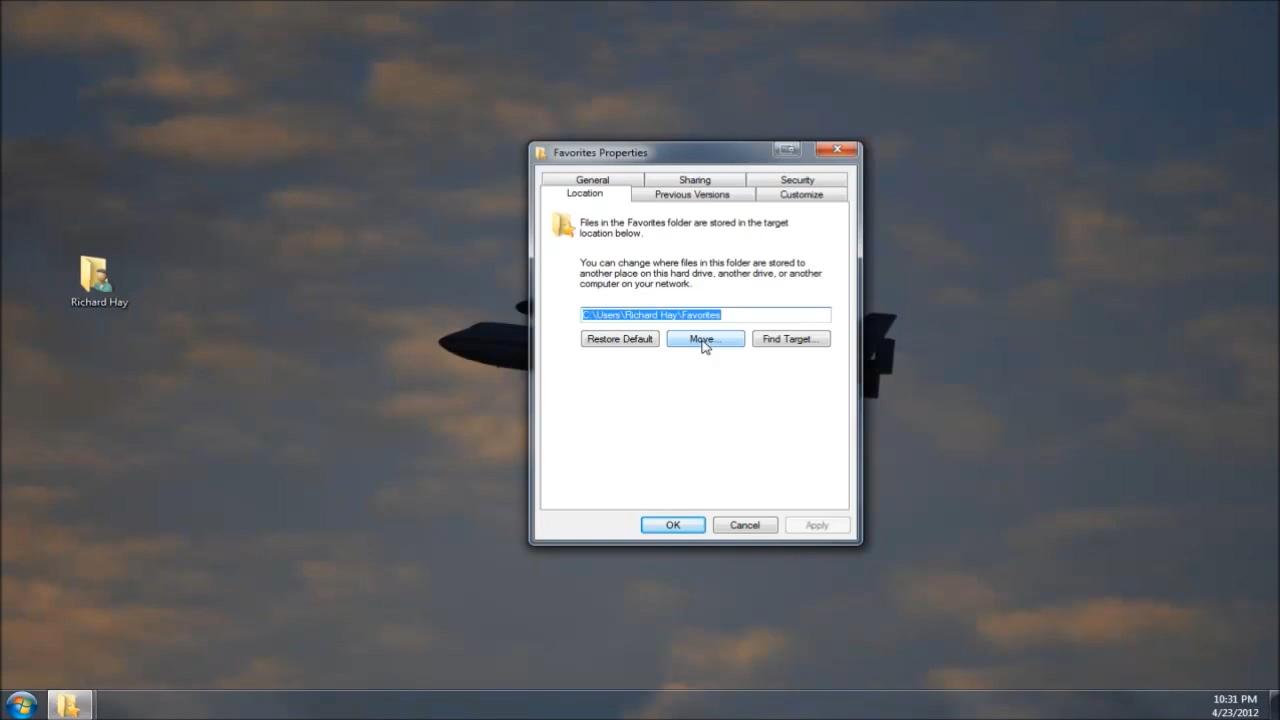 Favorites Properties
General
Sharing
Security
Location
Previous Versions
Customize
Files in the Favorites folder are stored in the target
location below.
You can change where files in this folder are stored to
another place on this hard drive, another drive, or another
computer on your network.
C:\Users\Richard Hay\Favorites
Restore Default
Move...
Find Target...
Richard Hay
OK
Cancel
Apply
10:31 PM
4/23/2012